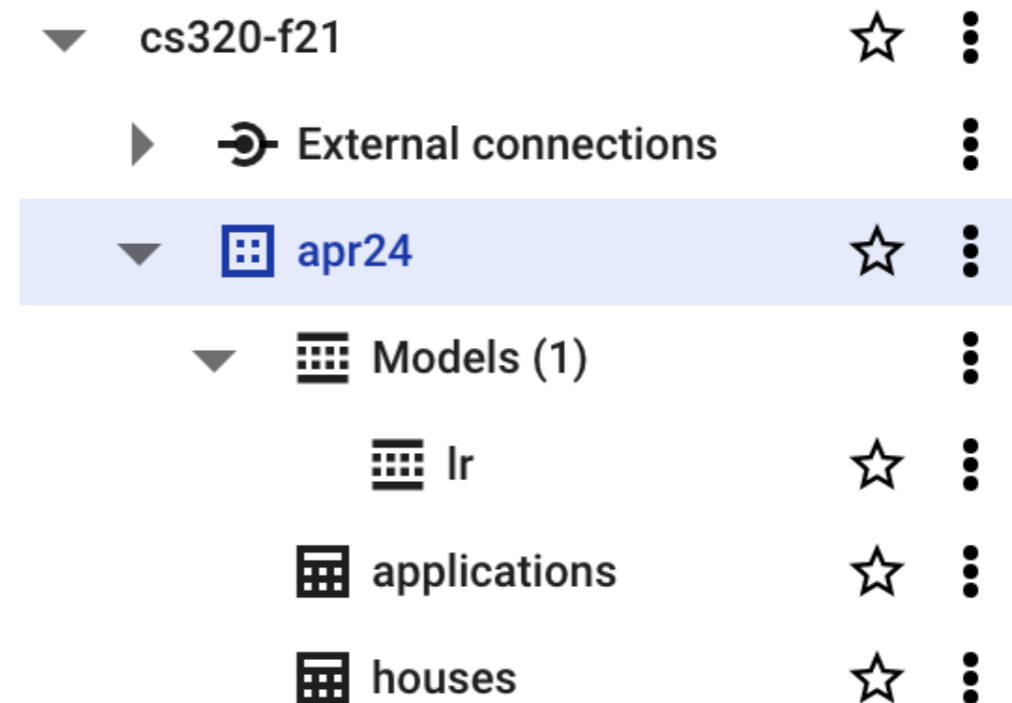 cs320-f21
External connections
apr24
Models (1)
lr
applications
houses